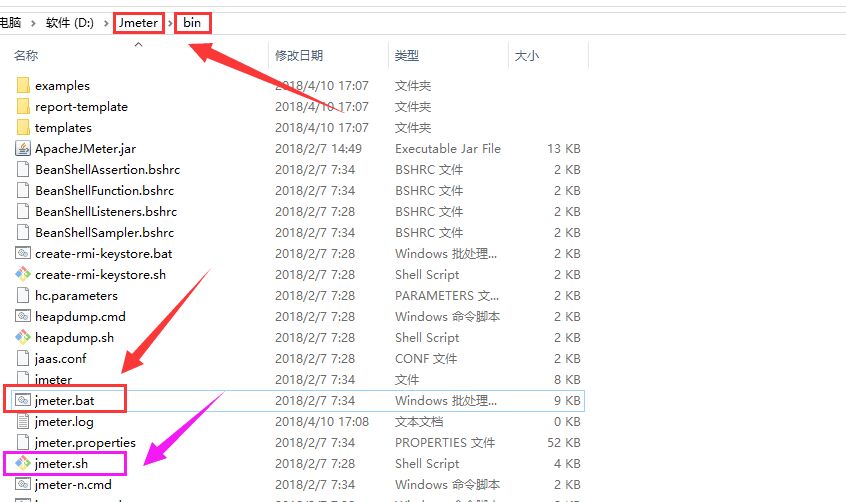 电脑 > 软件 (D:) > Jmeter > bin
名称 修改日期 类型 大小
examples 2018/4/10 17:07 文件夹
report-template 2018/4/10 17:07 文件夹
templates 2018/4/10 17:07 文件夹
ApacheJMeter.jar 2018/2/7 14:49 Executable Jar File 13 KB
BeanShellAssertion.bshrc 2018/2/7 7:34 BSHRC 文件 2 KB
BeanShellFunction.bshrc 2018/2/7 7:34 BSHRC 文件 2 KB
BeanShellListeners.bshrc 2018/2/7 7:28 BSHRC 文件 2 KB
BeanShellSampler.bshrc 2018/2/7 7:34 BSHRC 文件 2 KB
create-rmi-keystore.bat 2018/2/7 7:28 Windows 批处理... 2 KB
create-rmi-keystore.sh 2018/2/7 7:28 Shell Script 2 KB
hc.parameters 2018/2/7 7:28 PARAMETERS 文... 2 KB
heapdump.cmd 2018/2/7 7:28 Windows 命令脚本 2 KB
heapdump.sh 2018/2/7 7:28 Shell Script 2 KB
jaas.conf 2018/2/7 7:28 CONF 文件 2 KB
jmeter 2018/2/7 7:34 文件 8 KB
jmeter.bat 2018/2/7 7:34 Windows 批处理... 9 KB
jmeter.log 2018/4/10 17:08 文本文档 0 KB
jmeter.properties 2018/2/7 7:34 PROPERTIES 文件 52 KB
jmeter.sh 2018/2/7 7:28 Shell Script 4 KB
jmeter-n.cmd 2018/2/7 7:28 Windows 命令脚本 2 KB